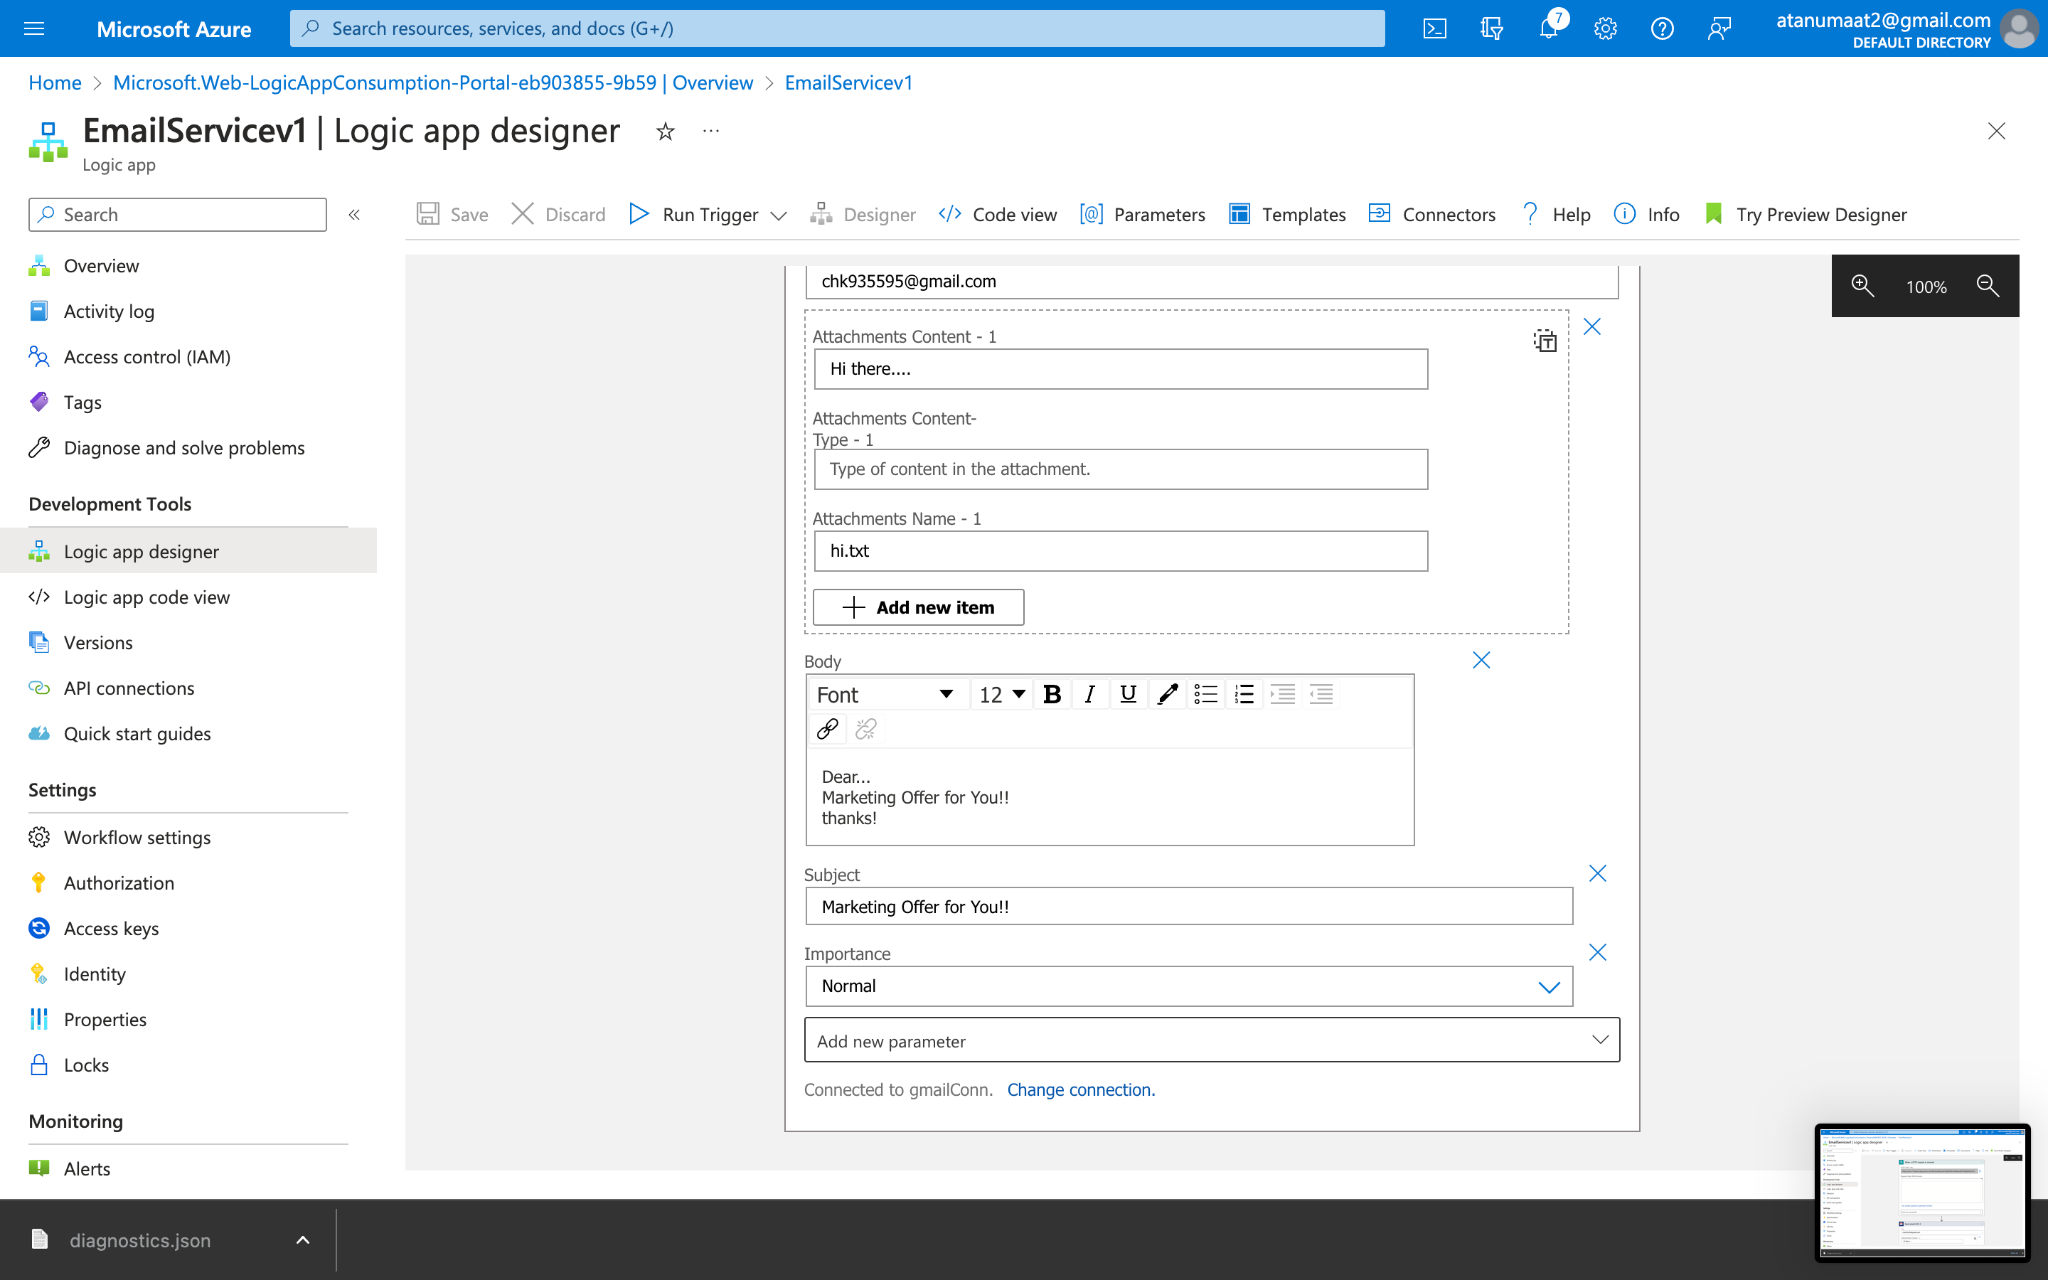 Microsoft Azure
Search resources, services, and docs (G+/)
7
atanumaat2@gmail.com
DEFAULT DIRECTORY
Home > Microsoft.Web-LogicAppConsumption-Portal-eb903855-9b59 | Overview > EmailServicev1
EmailServicev1 | Logic app designer
Logic app
Search
Save
Discard
Run Trigger
Designer
Code view
Parameters
Templates
Connectors
Help
Info
Try Preview Designer
Overview
Activity log
Access control (IAM)
Tags
Diagnose and solve problems
Development Tools
Logic app designer
Logic app code view
Versions
API connections
Quick start guides
Settings
Workflow settings
Authorization
Access keys
Identity
Properties
Locks
Monitoring
Alerts
100%
chk935595@gmail.com
Attachments Content - 1
Hi there....
Attachments Content-
Type - 1
Type of content in the attachment.
Attachments Name - 1
hi.txt
Add new item
Body
Font
12
B I U
Dear...
Marketing Offer for You!!
thanks!
Subject
Marketing Offer for You!!
Importance
Normal
Add new parameter
Connected to gmailConn. Change connection.
diagnostics.json